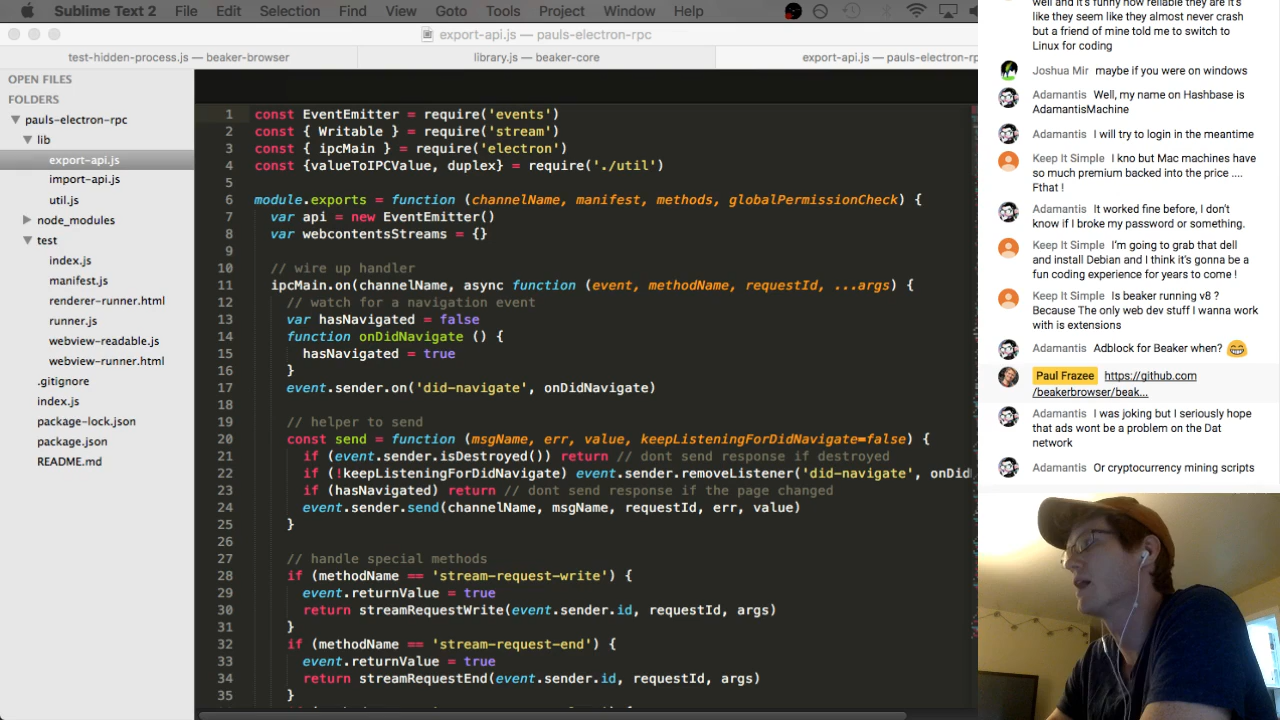 Sublime Text 2 File Edit Selection Find View Goto Tools Project Window Help
export-api.js — pauls-electron-rpc
test-hidden-process.js — beaker-browser
library.js — beaker-core
export-api.js — pauls-electron-rpc
OPEN FILES
FOLDERS
pauls-electron-rpc
lib
export-api.js
import-api.js
util.js
node_modules
test
index.js
manifest.js
renderer-runner.html
runner.js
webview-readable.js
webview-runner.html
.gitignore
index.js
package-lock.json
package.json
README.md
1 const EventEmitter = require('events')
2 const { Writable } = require('stream')
3 const { ipcMain } = require('electron')
4 const {valueToIPCValue, duplex} = require('./util')
5
6 module.exports = function (channelName, manifest, methods, globalPermissionCheck) {
7 var api = new EventEmitter()
8 var webcontentsStreams = {}
9
10 // wire up handler
11 ipcMain.on(channelName, async function (event, methodName, requestId, ...args) {
12 // watch for a navigation event
13 var hasNavigated = false
14 function onDidNavigate () {
15 hasNavigated = true
16 }
17 event.sender.on('did-navigate', onDidNavigate)
18
19 // helper to send
20 const send = function (msgName, err, value, keepListeningForDidNavigate=false) {
21 if (event.sender.isDestroyed()) return // dont send response if destroyed
22 if (!keepListeningForDidNavigate) event.sender.removeListener('did-navigate', onDid
23 if (hasNavigated) return // dont send response if the page changed
24 event.sender.send(channelName, msgName, requestId, err, value)
25 }
26
27 // handle special methods
28 if (methodName == 'stream-request-write') {
29 event.returnValue = true
30 return streamRequestWrite(event.sender.id, requestId, args)
31 }
32 if (methodName == 'stream-request-end') {
33 event.returnValue = true
34 return streamRequestEnd(event.sender.id, requestId, args)
35 }
well and it's funny how reliable they are it's
like they seem like they almost never crash
but a friend of mine told me to switch to
Linux for coding
Joshua Mir maybe if you were on windows
Adamantis Well, my name on Hashbase is
AdamantisMachine
Adamantis I will try to login in the meantime
Keep It Simple I kno but Mac machines have
so much premium backed into the price ....
Fthat !
Adamantis It worked fine before, I don't
know if I broke my password or something.
Keep It Simple I'm going to grab that dell
and install Debian and I think it's gonna be a
fun coding experience for years to come !
Keep It Simple Is beaker running v8 ?
Because The only web dev stuff I wanna work
with is extensions
Adamantis Adblock for Beaker when? 😁
Paul Frazee https://github.com
/beakerbrowser/beak...
Adamantis I was joking but I seriously hope
that ads wont be a problem on the Dat
network
Adamantis Or cryptocurrency mining scripts